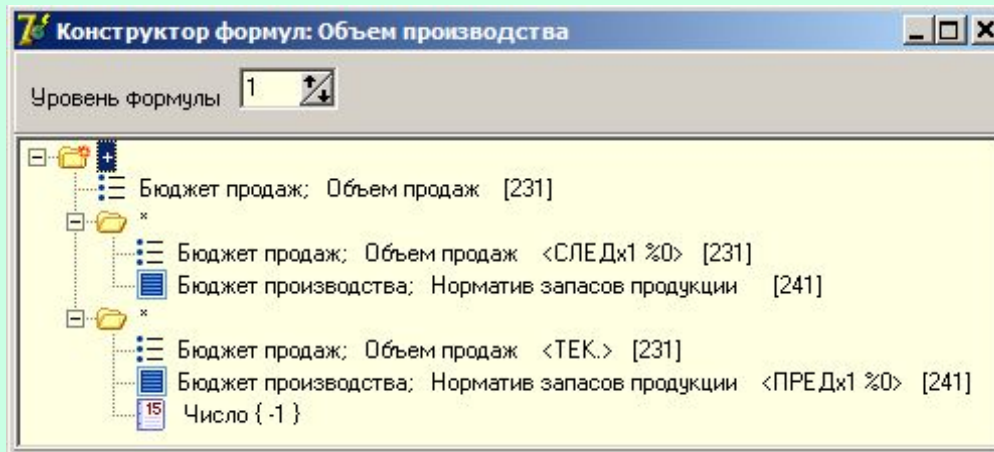 Конструктор формул: Объем производства
Уровень формулы 1
+
Бюджет продаж; Объем продаж [231]
*
Бюджет продаж; Объем продаж <СЛЕДх1 %0> [231]
Бюджет производства; Норматив запасов продукции [241]
*
Бюджет продаж; Объем продаж <ТЕК.> [231]
Бюджет производства; Норматив запасов продукции <ПРЕДх1 %0> [241]
15 Число { -1 }